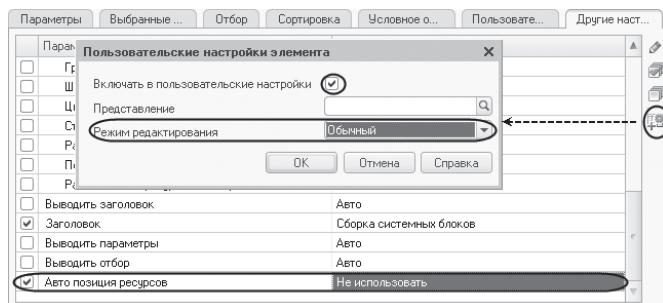 Параметры Выбранные ... Отбор Сортировка Условное о... Пользовате... Другие наст...
Пользовательские настройки элемента
Включать в пользовательские настройки
Представление
Режим редактирования Обычный
OK Отмена Справка
Выводить заголовок Авто
Заголовок Сборка системных блоков
Выводить параметры Авто
Выводить отбор Авто
Авто позиция ресурсов Не использовать